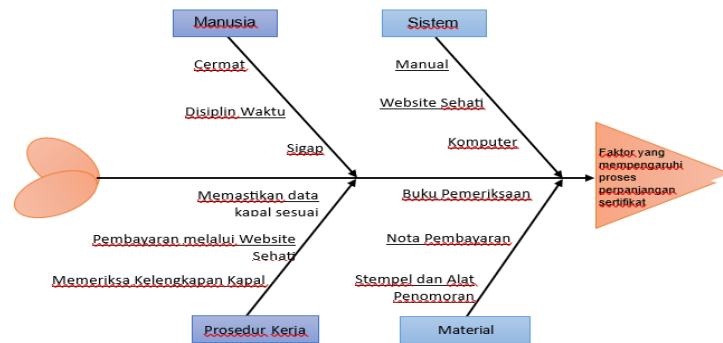 Manusia
Sistem
Cermat
Disiplin Waktu
Sigap
Manual
Website Sehati
Komputer
Faktor yang
mempengaruhi
proses
perpanjangan
sertifikat
Memastikan data
kapal sesuai
Pembayaran melalui Website
Sehati
Memeriksa Kelengkapan Kapal
Buku Pemeriksaan
Nota Pembayaran
Stempel dan Alat
Penomoran
Prosedur Kerja
Material